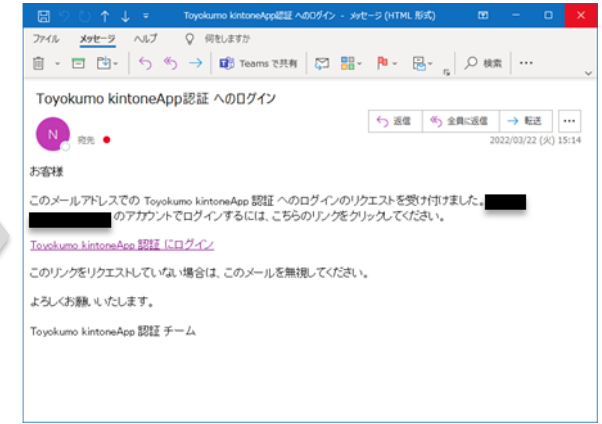 Toyokumo kintoneApp認証 へのログイン - メッセージ (HTML 形式)
ファイル メッセージ ヘルプ 何をしますか
Teams で共有 検索
Toyokumo kintoneApp認証 へのログイン
返信 全員に返信 転送
N 宛先
2022/03/22 (火) 15:14
お客様
このメールアドレスでの Toyokumo kintoneApp 認証 へのログインのリクエストを受け付けました。
のアカウントでログインするには、こちらのリンクをクリックしてください。
Toyokumo kintoneApp 認証 にログイン
このリンクをリクエストしていない場合は、このメールを無視してください。
よろしくお願いいたします。
Toyokumo kintoneApp 認証 チーム